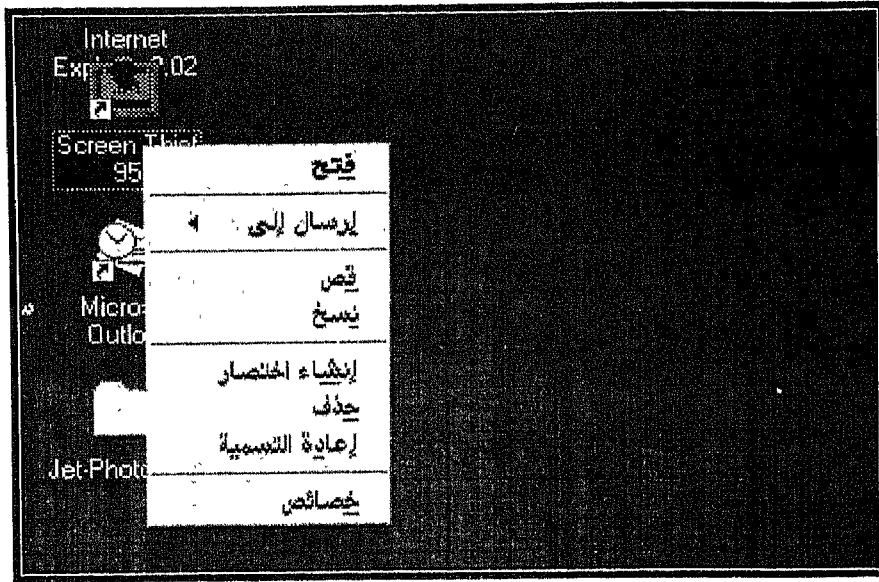 Internet
Screen Thief
95
فتح
إرسال إلى
قص
نسخ
إنشاء اختصار
حذف
إعادة التسمية
خصائص